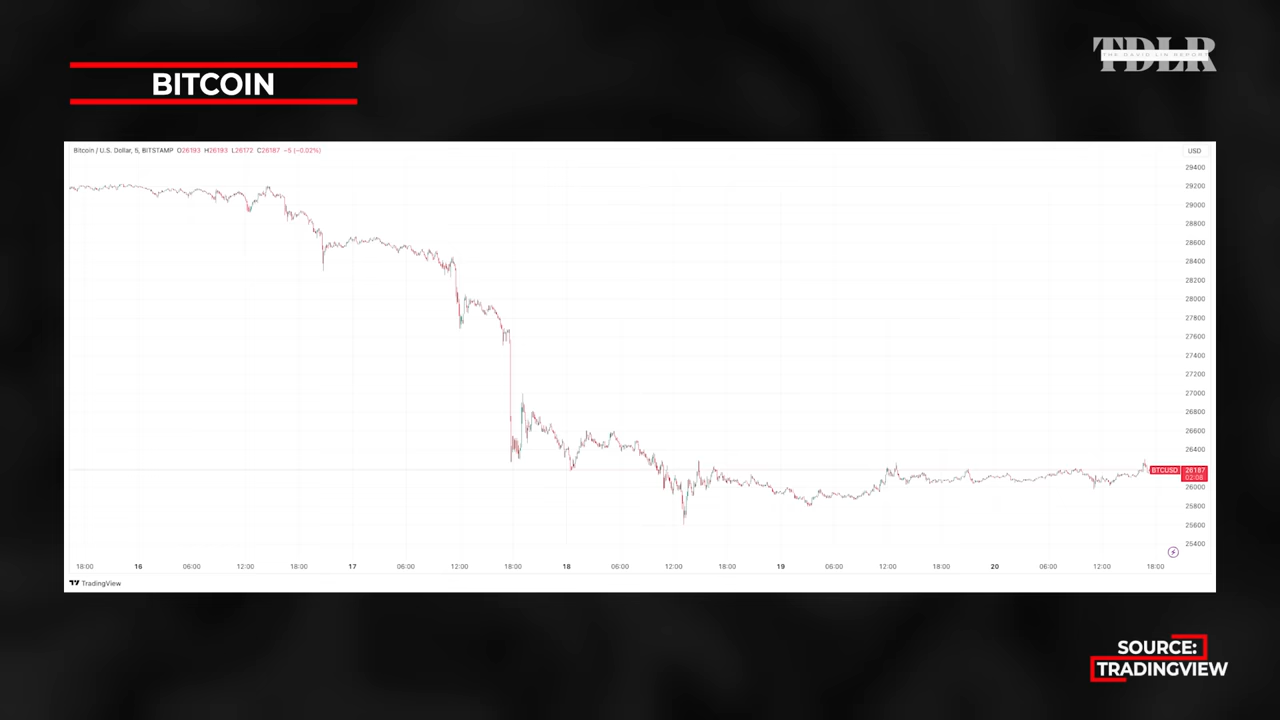 BITCOIN
TDLR
THE DAVID LIN REPORT
Bitcoin / U.S. Dollar, 5, BITSTAMP O26193 H26193 L26172 C26187 −5 (−0.02%)
USD
29400
29200
29000
28800
28600
28400
28200
28000
27800
27600
27400
27200
27000
26800
26600
26400
BTCUSD 26187
02:08
26000
25800
25600
25400
18:00 16 06:00 12:00 18:00 17 06:00 12:00 18:00 18 06:00 12:00 18:00 19 06:00 12:00 18:00 20 06:00 12:00 18:00
TradingView
SOURCE:
TRADINGVIEW